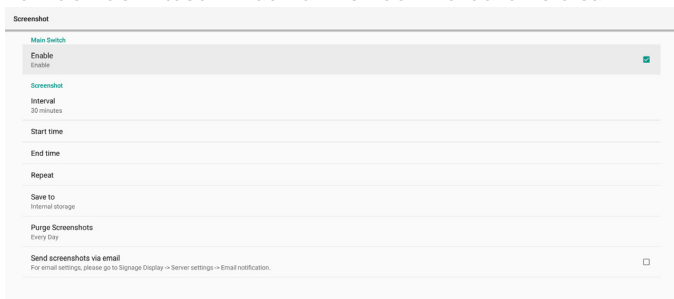 Screenshot
Main Switch
Enable
Enable
Screenshot
Interval
30 minutes
Start time
End time
Repeat
Save to
Internal storage
Purge Screenshots
Every Day
Send screenshots via email
For email settings, please go to Signage Display -> Server settings -> Email notification.